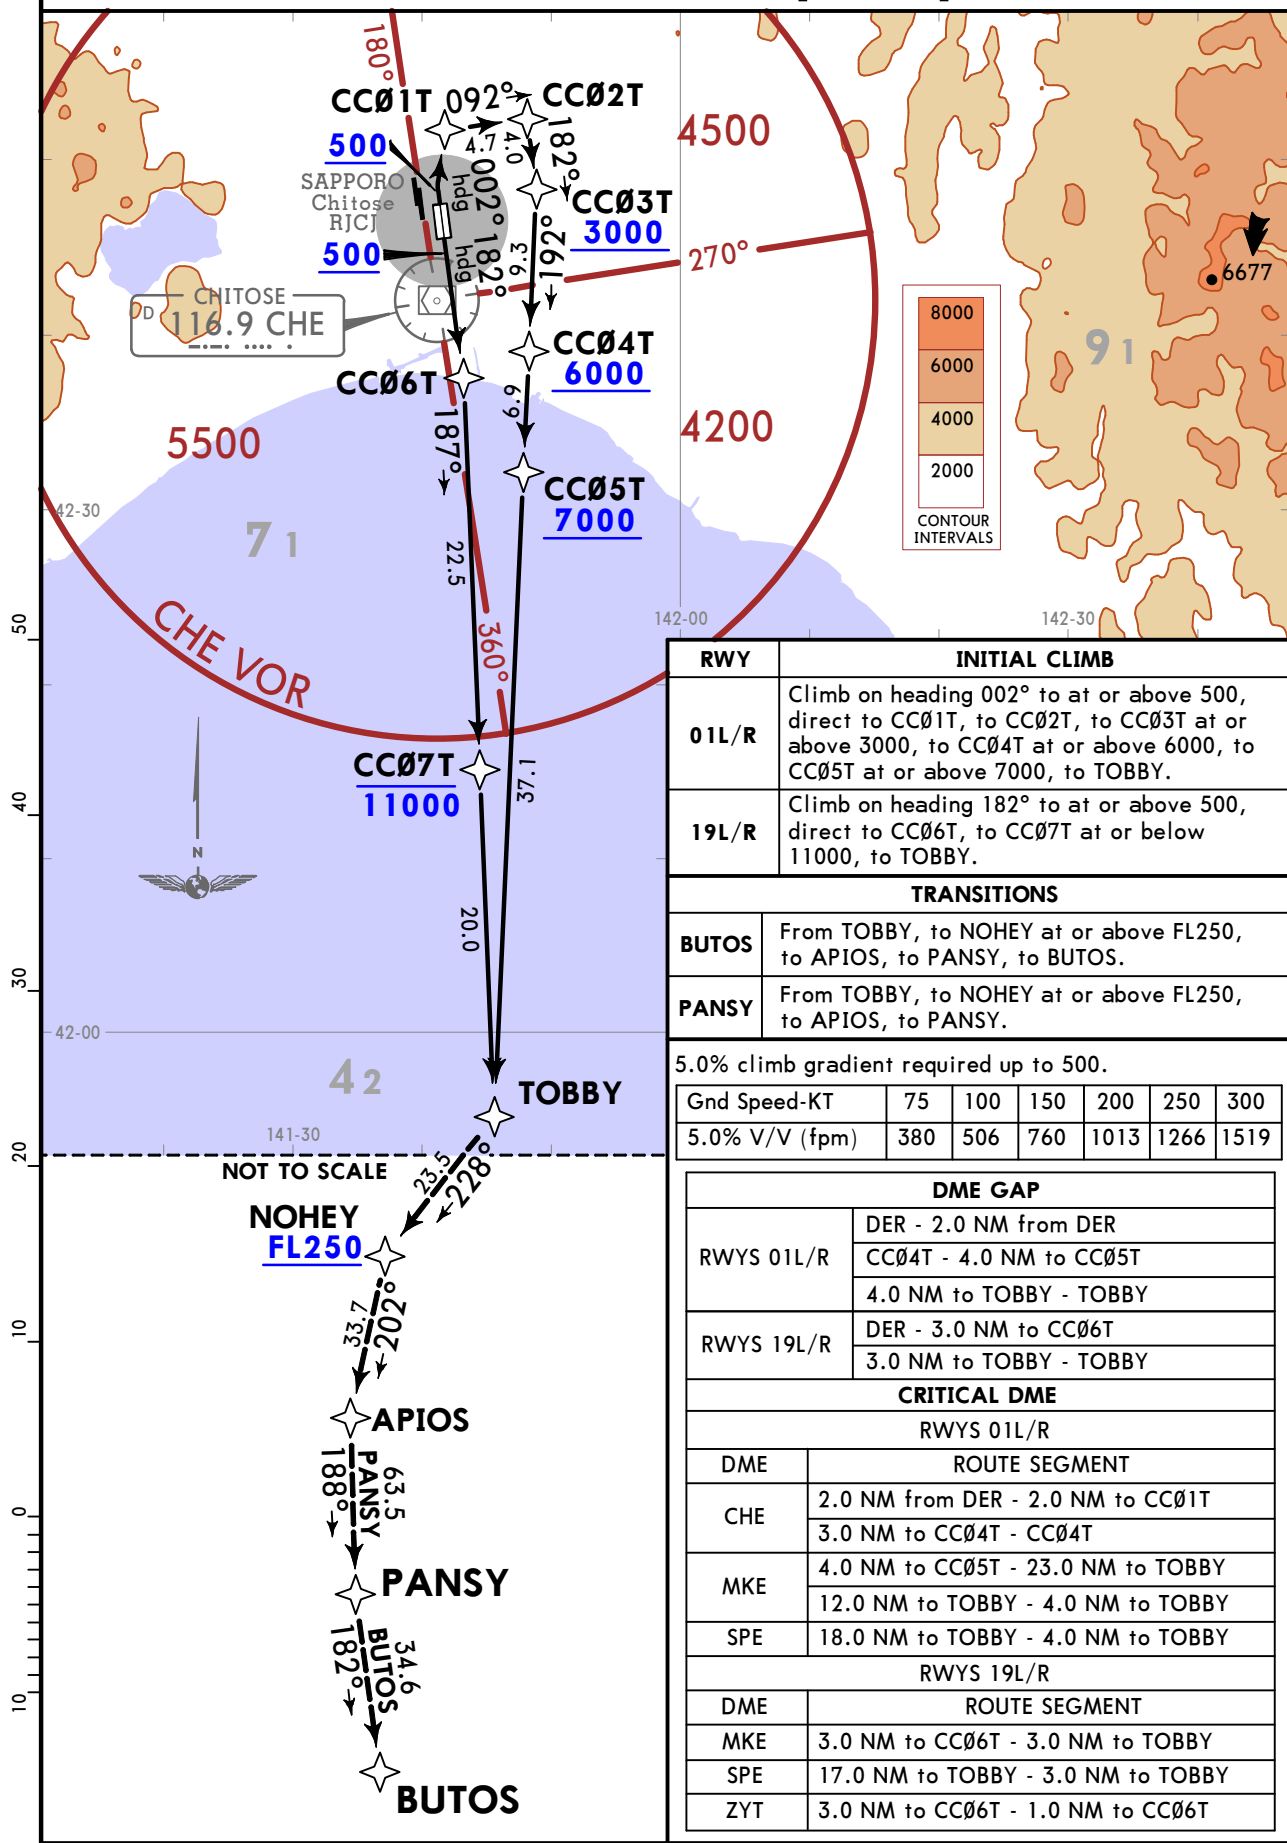 180°
CCØ1T
092°
CCØ2T
4500
4.7
4.0
182°
500
SAPPORO
Chitose
RJCJ
hdg
002°
500
hdg
182°
CCØ3T
3000
9.3
192°
270°
6677
CHITOSE
D
116.9 CHE
CCØ4T
6000
CCØ6T
6.9
8000
6000
4000
2000
CONTOUR
INTERVALS
91
5500
187°
4200
CCØ5T
7000
42-30
71
22.5
142-00
142-30
CHE VOR
360°
50
CCØ7T
11000
37.1
40
N
20.0
30
42-00
42
TOBBY
141-30
20
NOT TO SCALE
23.5
228°
NOHEY
FL250
33.7
202°
10
APIOS
63.5
PANSY
188°
0
PANSY
34.6
BUTOS
182°
10
BUTOS
RWY INITIAL CLIMB
01L/R
Climb on heading 002° to at or above 500,
direct to CCØ1T, to CCØ2T, to CCØ3T at or
above 3000, to CCØ4T at or above 6000, to
CCØ5T at or above 7000, to TOBBY.
19L/R
Climb on heading 182° to at or above 500,
direct to CCØ6T, to CCØ7T at or below
11000, to TOBBY.
TRANSITIONS
BUTOS
From TOBBY, to NOHEY at or above FL250,
to APIOS, to PANSY, to BUTOS.
PANSY
From TOBBY, to NOHEY at or above FL250,
to APIOS, to PANSY.
5.0% climb gradient required up to 500.
Gnd Speed-KT 75 100 150 200 250 300
5.0% V/V (fpm) 380 506 760 1013 1266 1519
DME GAP
RWYS 01L/R
DER - 2.0 NM from DER
CCØ4T - 4.0 NM to CCØ5T
4.0 NM to TOBBY - TOBBY
RWYS 19L/R
DER - 3.0 NM to CCØ6T
3.0 NM to TOBBY - TOBBY
CRITICAL DME
RWYS 01L/R
DME ROUTE SEGMENT
CHE
2.0 NM from DER - 2.0 NM to CCØ1T
3.0 NM to CCØ4T - CCØ4T
MKE
4.0 NM to CCØ5T - 23.0 NM to TOBBY
12.0 NM to TOBBY - 4.0 NM to TOBBY
SPE 18.0 NM to TOBBY - 4.0 NM to TOBBY
RWYS 19L/R
DME ROUTE SEGMENT
MKE 3.0 NM to CCØ6T - 3.0 NM to TOBBY
SPE 17.0 NM to TOBBY - 3.0 NM to TOBBY
ZYT 3.0 NM to CCØ6T - 1.0 NM to CCØ6T